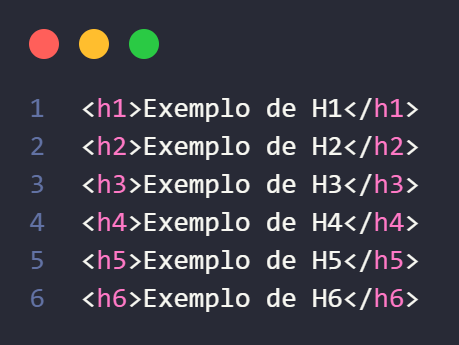 1 <h1>Exemplo de H1</h1>
2 <h2>Exemplo de H2</h2>
3 <h3>Exemplo de H3</h3>
4 <h4>Exemplo de H4</h4>
5 <h5>Exemplo de H5</h5>
6 <h6>Exemplo de H6</h6>